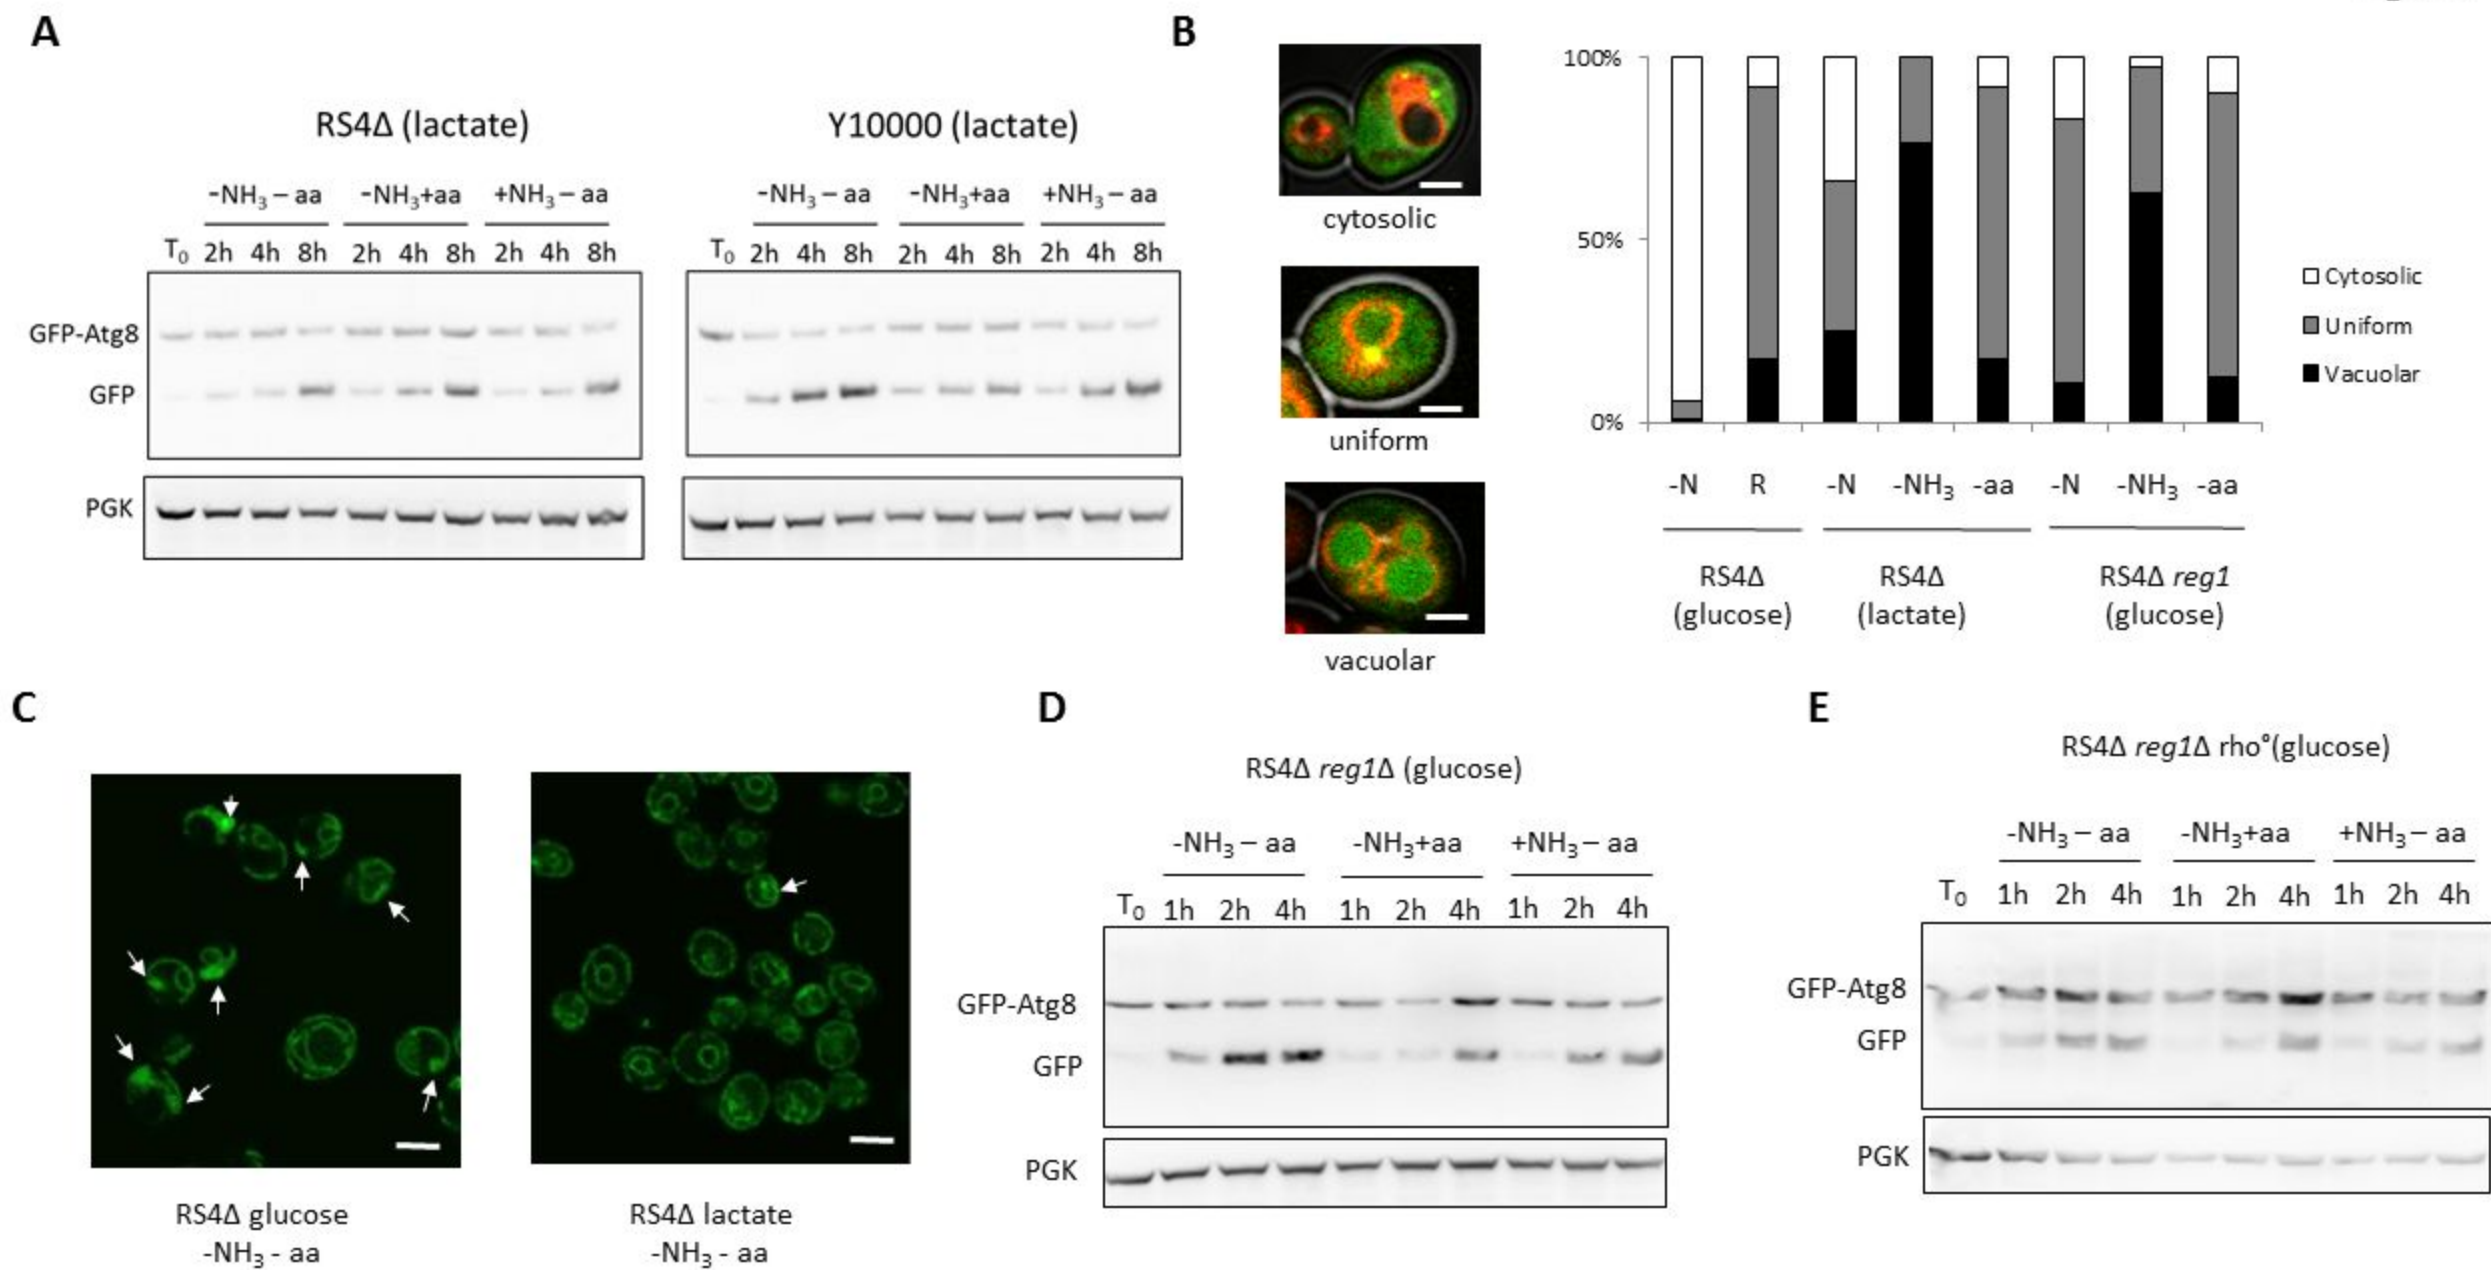 A
RS4Δ (lactate)
Y10000 (lactate)
-NH3 – aa -NH3+aa +NH3 – aa
T0 2h 4h 8h 2h 4h 8h 2h 4h 8h
-NH3 – aa -NH3+aa +NH3 – aa
T0 2h 4h 8h 2h 4h 8h 2h 4h 8h
GFP-Atg8
GFP
PGK
B
cytosolic
uniform
vacuolar
100%
50%
0%
Cytosolic
Uniform
Vacuolar
-N R -N -NH3 -aa -N -NH3 -aa
RS4Δ
(glucose)
RS4Δ
(lactate)
RS4Δ reg1
(glucose)
C
RS4Δ glucose
-NH3 - aa
RS4Δ lactate
-NH3 - aa
D
RS4Δ reg1Δ (glucose)
-NH3 – aa -NH3+aa +NH3 – aa
T0 1h 2h 4h 1h 2h 4h 1h 2h 4h
GFP-Atg8
GFP
PGK
E
RS4Δ reg1Δ rho°(glucose)
-NH3 – aa -NH3+aa +NH3 – aa
T0 1h 2h 4h 1h 2h 4h 1h 2h 4h
GFP-Atg8
GFP
PGK